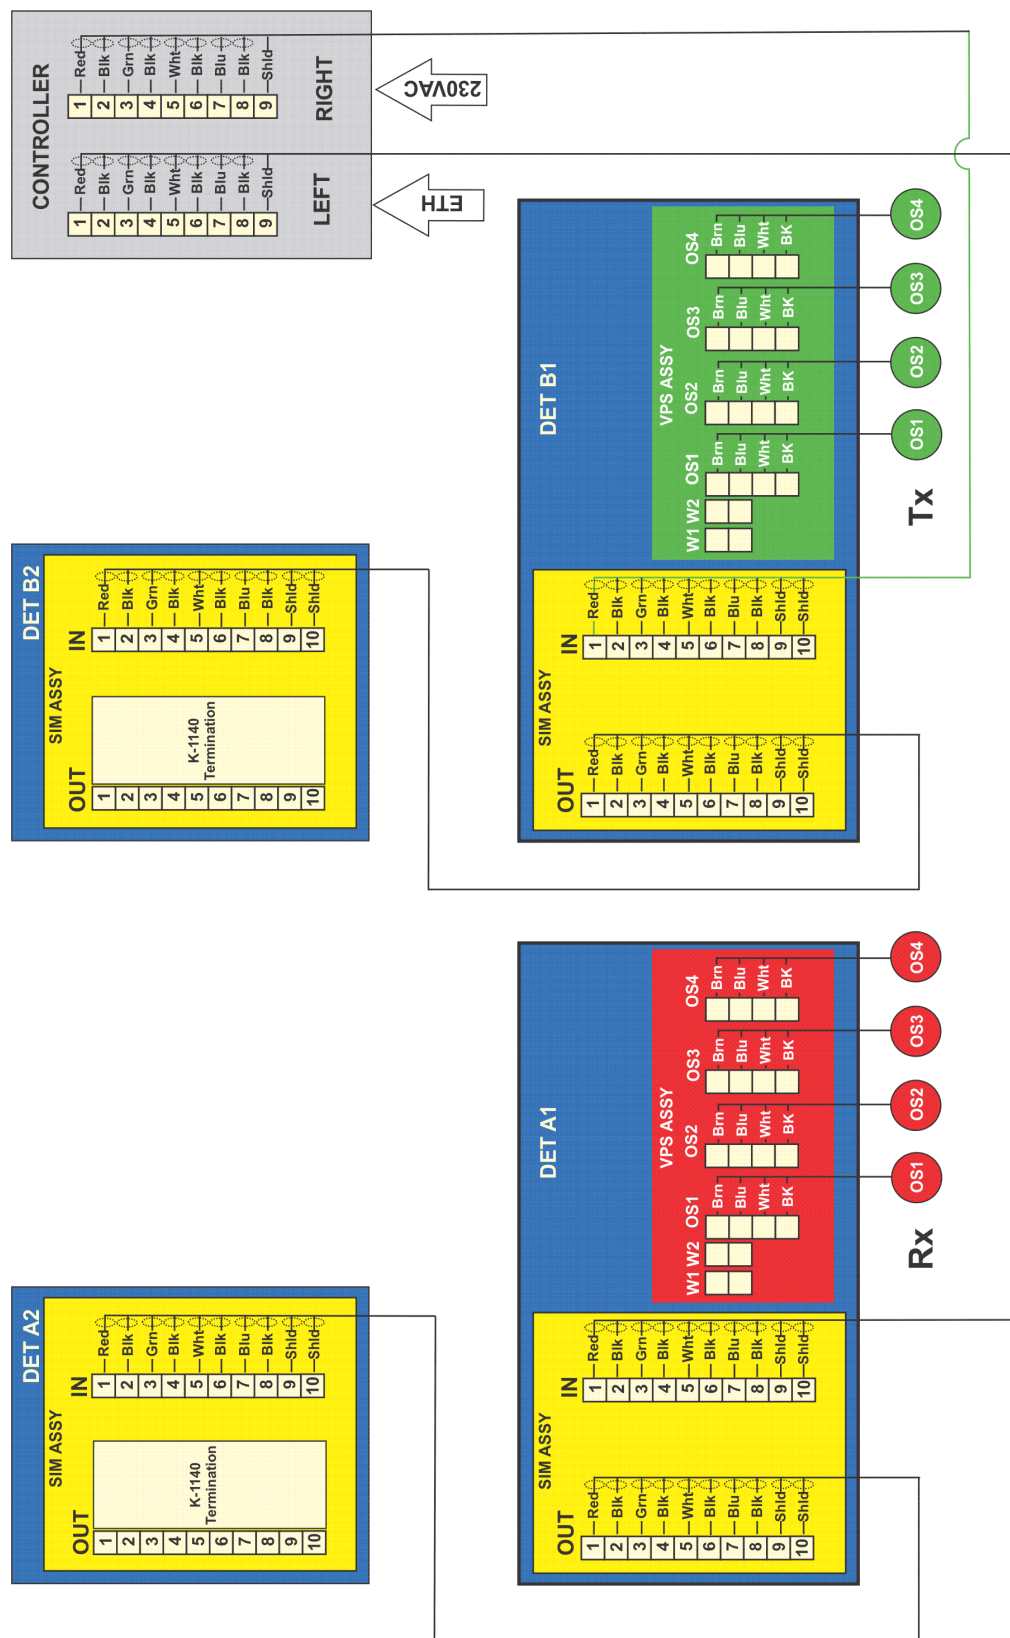 CONTROLLER
LEFT
1 Red
2 Blk
3 Grn
4 Blk
5 Wht
6 Blk
7 Blu
8 Blk
9 Shld
RIGHT
1 Red
2 Blk
3 Grn
4 Blk
5 Wht
6 Blk
7 Blu
8 Blk
9 Shld
ETH
230VAC
DET B2
SIM ASSY
OUT
1
2
3
4
5
6
7
8
9
10
K-1140
Termination
IN
1 Red
2 Blk
3 Grn
4 Blk
5 Wht
6 Blk
7 Blu
8 Blk
9 Shld
10 Shld
DET B1
SIM ASSY
OUT
1 Red
2 Blk
3 Grn
4 Blk
5 Wht
6 Blk
7 Blu
8 Blk
9 Shld
10 Shld
IN
1 Red
2 Blk
3 Grn
4 Blk
5 Wht
6 Blk
7 Blu
8 Blk
9 Shld
10 Shld
VPS ASSY
W1 W2
OS1
Brn
Blu
Wht
BK
OS2
Brn
Blu
Wht
BK
OS3
Brn
Blu
Wht
BK
OS4
Brn
Blu
Wht
BK
Tx
OS1
OS2
OS3
OS4
DET A2
SIM ASSY
OUT
1
2
3
4
5
6
7
8
9
10
K-1140
Termination
IN
1 Red
2 Blk
3 Grn
4 Blk
5 Wht
6 Blk
7 Blu
8 Blk
9 Shld
10 Shld
DET A1
SIM ASSY
OUT
1 Red
2 Blk
3 Grn
4 Blk
5 Wht
6 Blk
7 Blu
8 Blk
9 Shld
10 Shld
IN
1 Red
2 Blk
3 Grn
4 Blk
5 Wht
6 Blk
7 Blu
8 Blk
9 Shld
10 Shld
VPS ASSY
W1 W2
OS1
Brn
Blu
Wht
BK
OS2
Brn
Blu
Wht
BK
OS3
Brn
Blu
Wht
BK
OS4
Brn
Blu
Wht
BK
Rx
OS1
OS2
OS3
OS4